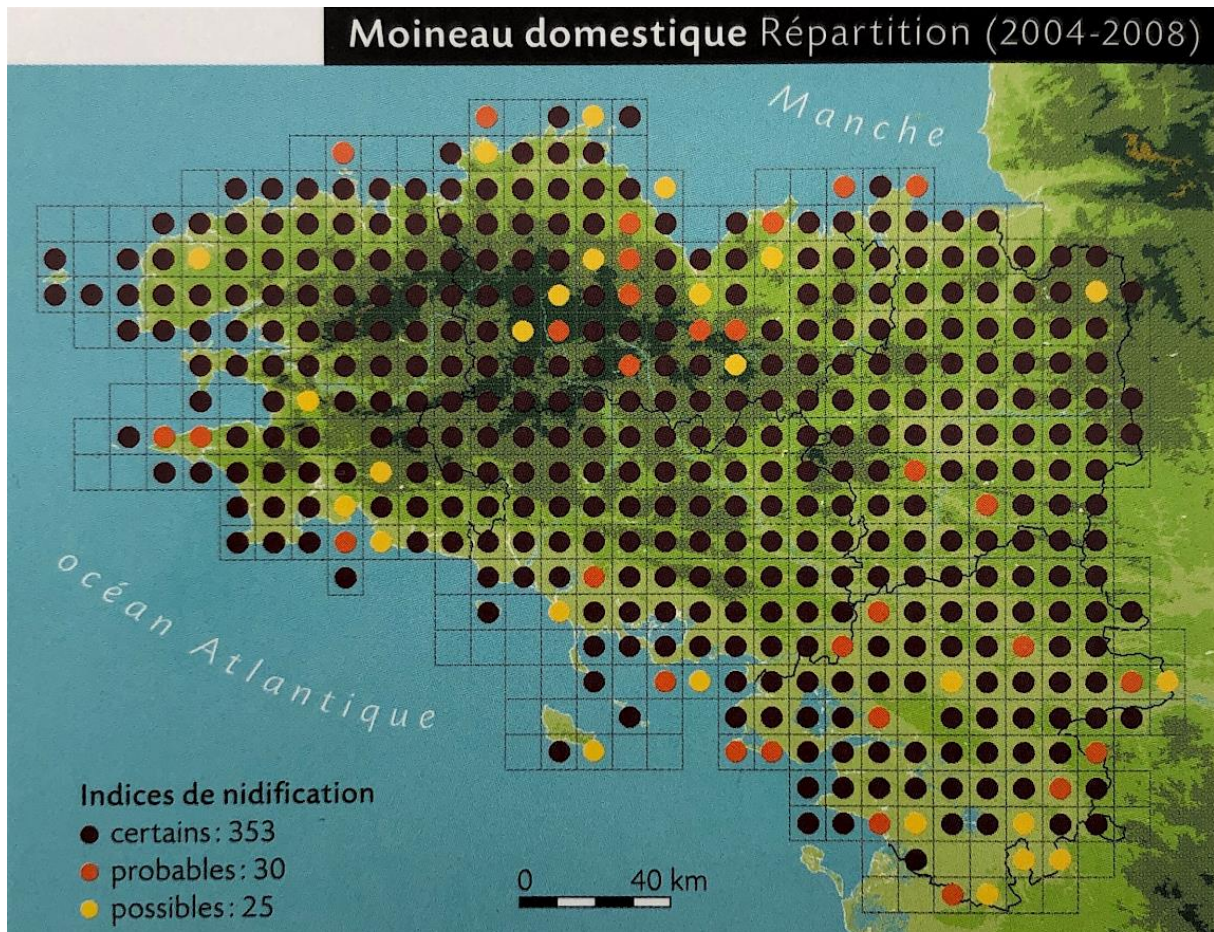 Moineau domestique Répartition (2004-2008)
Manche
océan Atlantique
Indices de nidification
certains : 353
probables : 30
possibles : 25
0 40 km